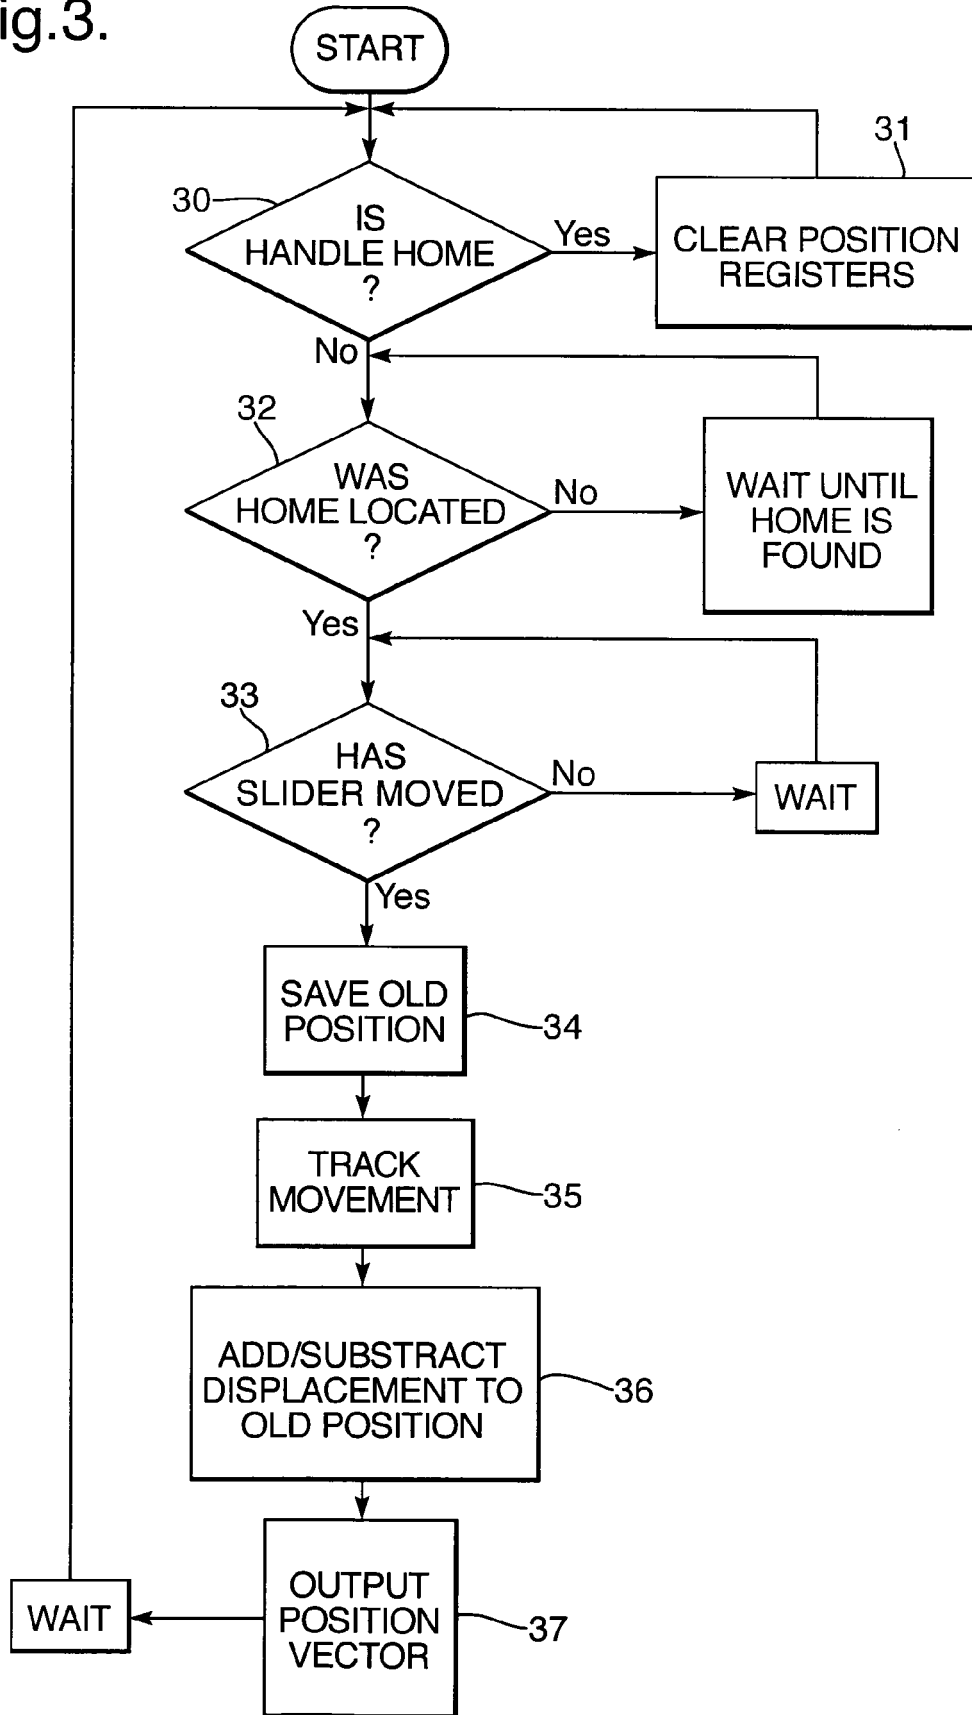 ig.3.
START
31
30
IS
HANDLE HOME
?
Yes
CLEAR POSITION
REGISTERS
No
32
WAS
HOME LOCATED
?
No
WAIT UNTIL
HOME IS
FOUND
Yes
33
HAS
SLIDER MOVED
?
No
WAIT
Yes
SAVE OLD
POSITION
34
TRACK
MOVEMENT
35
ADD/SUBSTRACT
DISPLACEMENT TO
OLD POSITION
36
OUTPUT
POSITION
VECTOR
37
WAIT